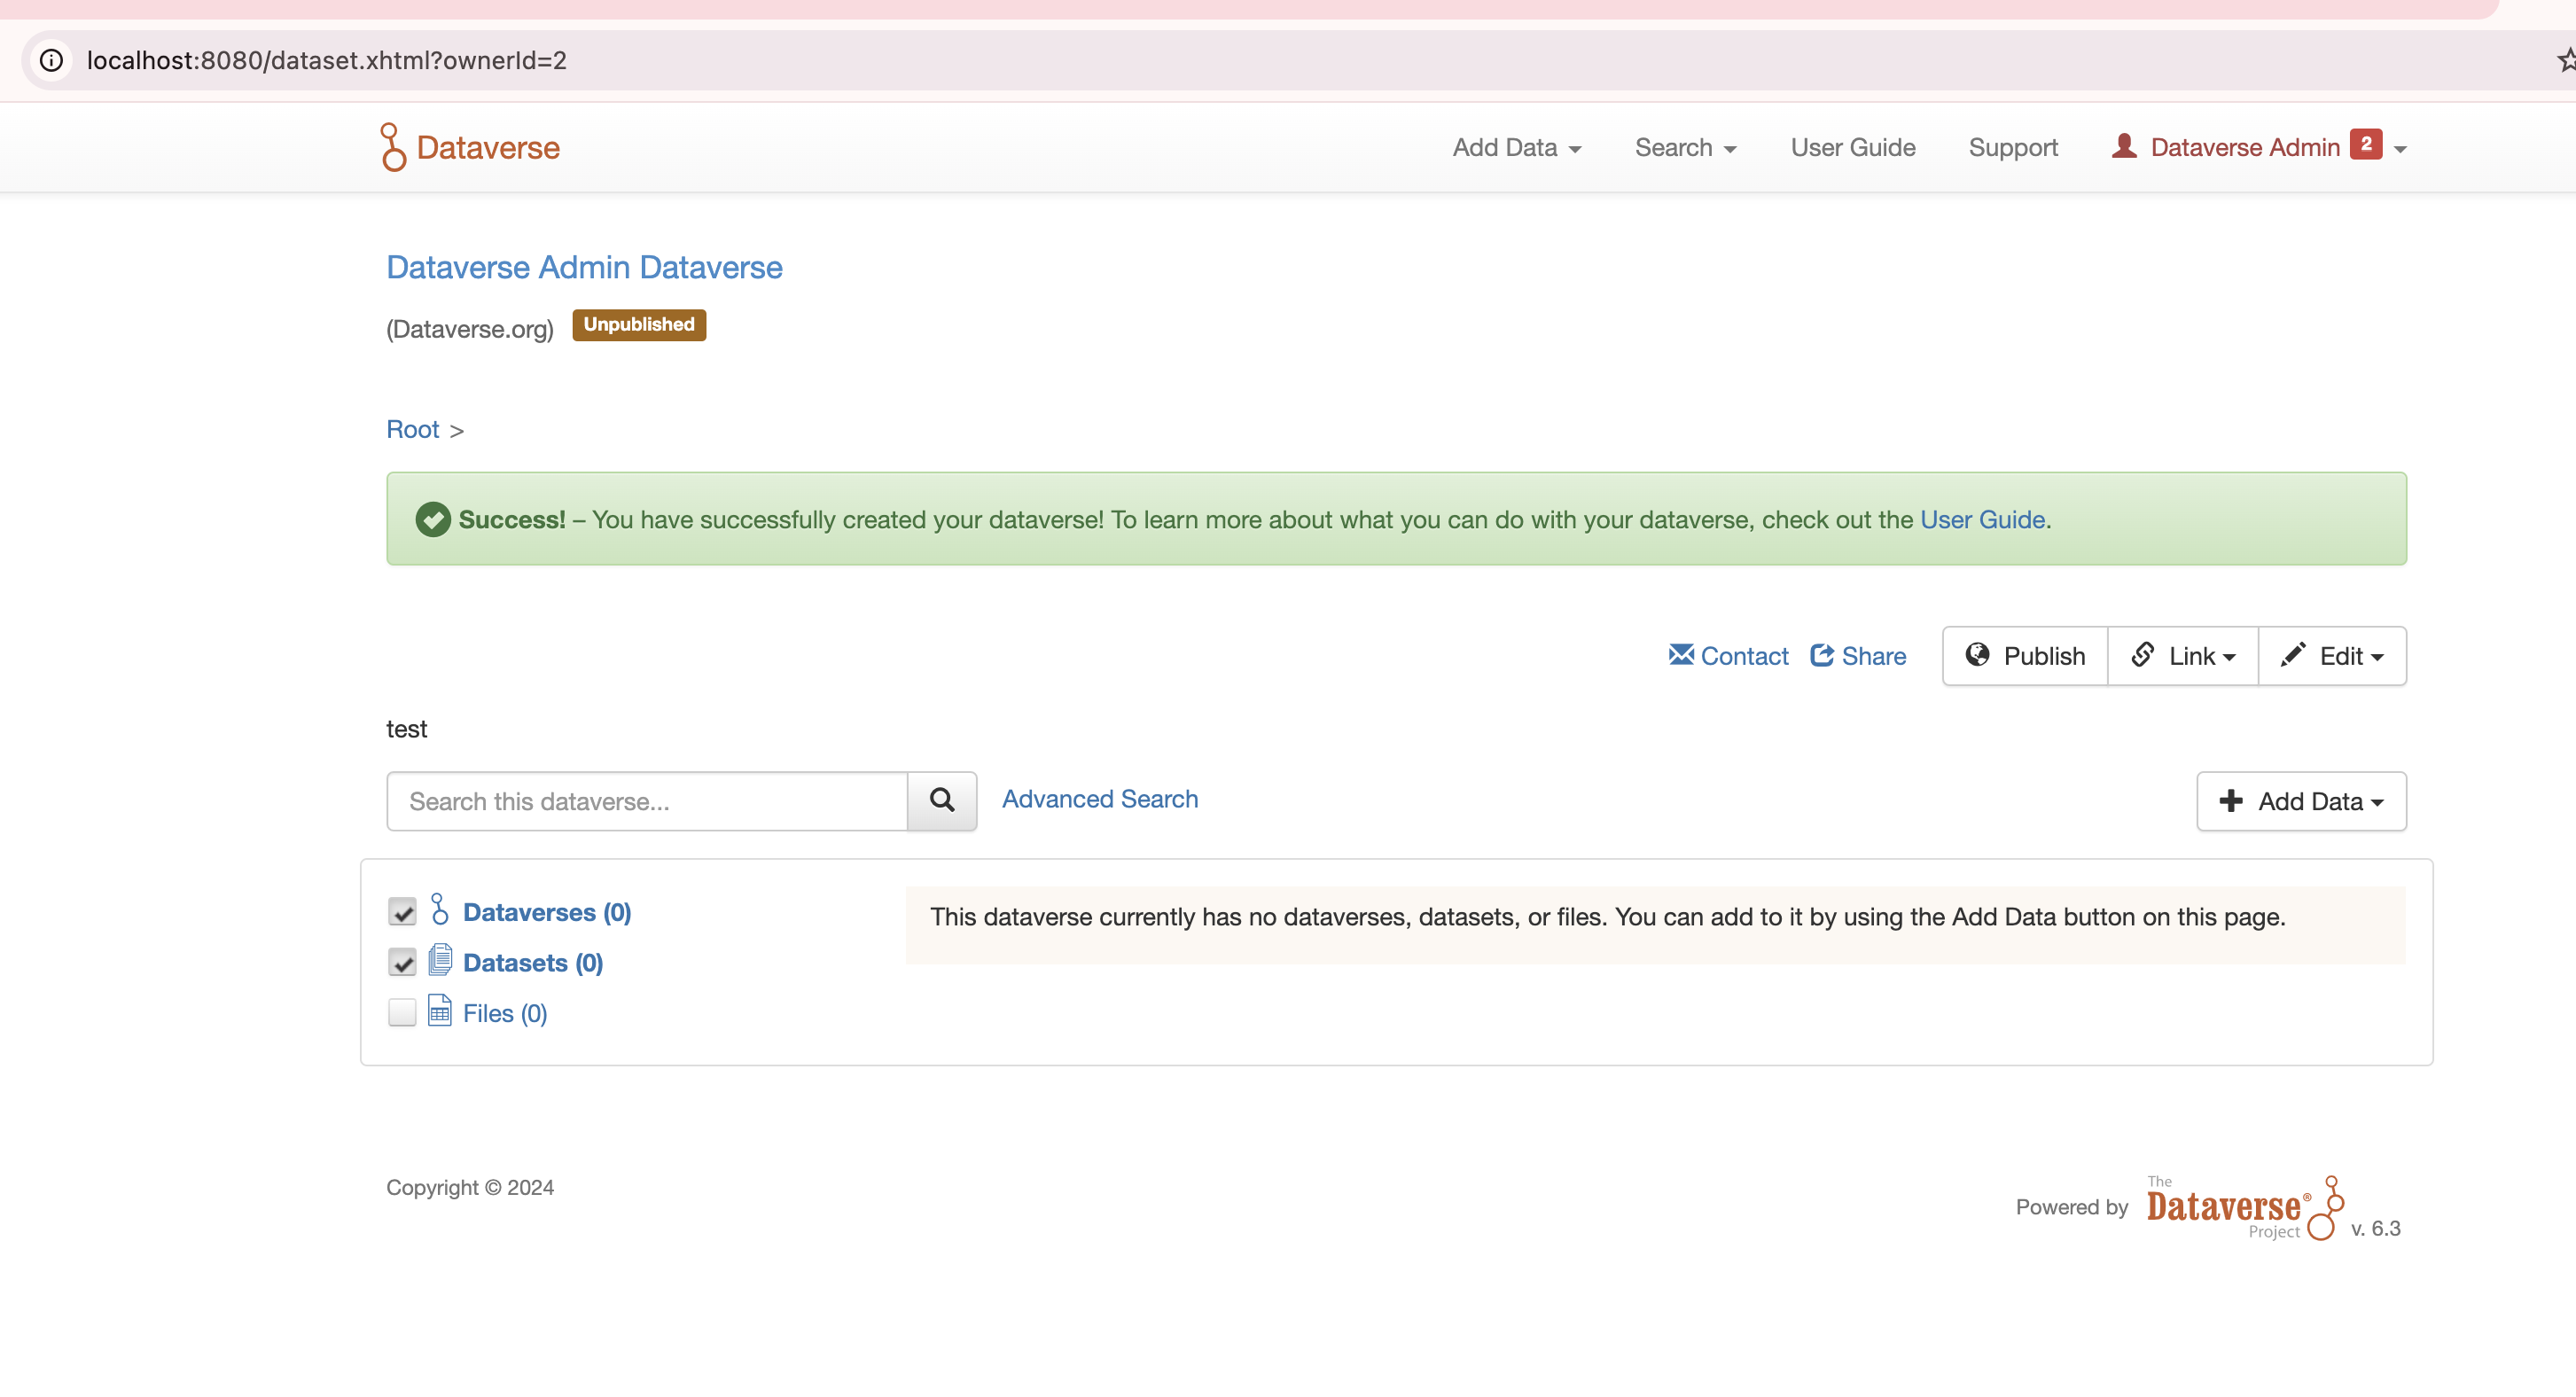 localhost:8080/dataset.xhtml?ownerId=2
Dataverse Add Data Search User Guide Support Dataverse Admin 2
Dataverse Admin Dataverse
(Dataverse.org) Unpublished
Root >
Success! – You have successfully created your dataverse! To learn more about what you can do with your dataverse, check out the User Guide.
Contact Share Publish Link Edit
test
Search this dataverse... Advanced Search Add Data
Dataverses (0)
This dataverse currently has no dataverses, datasets, or files. You can add to it by using the Add Data button on this page.
Datasets (0)
Files (0)
Copyright © 2024
Powered by The Dataverse® Project v. 6.3